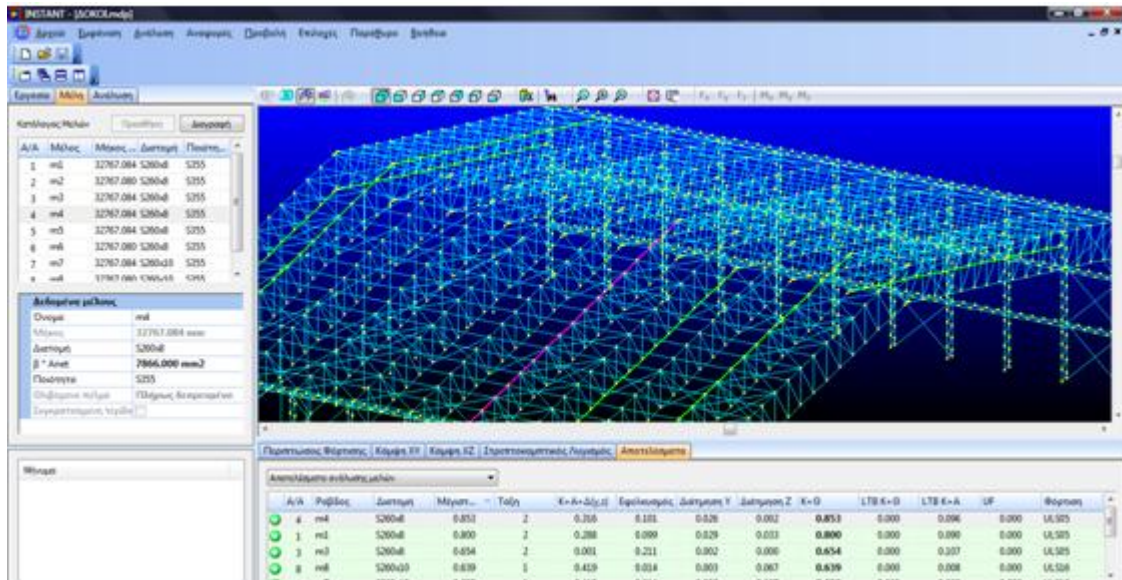 INSTANT - [ΔΟΚΟΙ.mdp]
Αρχείο Εμφάνιση Ανάλυση Αναφορές Προβολή Επιλογές Παράθυρο Βοήθεια
Εργασία Μέλη Ανάλυση
Κατάλογος Μελών Προσθήκη Διαγραφή
Α/Α Μέλος Μήκος ... Διατομή Ποιότη...
1 m1 32767.084 S260x8 S355
2 m2 32767.080 S260x8 S355
3 m3 32767.084 S260x8 S355
4 m4 32767.084 S260x8 S355
5 m5 32767.084 S260x8 S355
6 m6 32767.080 S260x8 S355
7 m7 32767.084 S260x10 S355
Δεδομένα μέλους
Όνομα m4
Μήκος 32767.084 mm
Διατομή S260x8
β * Anet 7866.000 mm2
Ποιότητα S355
Θλιβόμενο πέλμα Πλήρως δεσμευμένο
Μήνυμα
Περιπτώσεις Φόρτισης Κάμψη XY Κάμψη XZ Στρεπτοκαμπτικός Λυγισμός Αποτελέσματα
Αποτελέσματα ανάλυσης μελών
Α/Α Ράβδος Διατομή Μέγιστ... Τάξη Κ+Α+Δ(y,z) Εφελκυσμός Διάτμηση Υ Διάτμηση Ζ Κ+Θ LTB Κ+Θ LTB Κ+Α UF Φόρτιση
4 m4 S260x8 0.853 2 0.316 0.101 0.026 0.002 0.853 0.000 0.096 0.000 ULS05
1 m1 S260x8 0.800 2 0.288 0.099 0.029 0.033 0.800 0.000 0.090 0.000 ULS05
3 m3 S260x8 0.654 2 0.001 0.211 0.002 0.000 0.654 0.000 0.107 0.000 ULS05
8 m8 S260x10 0.639 1 0.419 0.014 0.003 0.067 0.639 0.000 0.008 0.000 ULS16